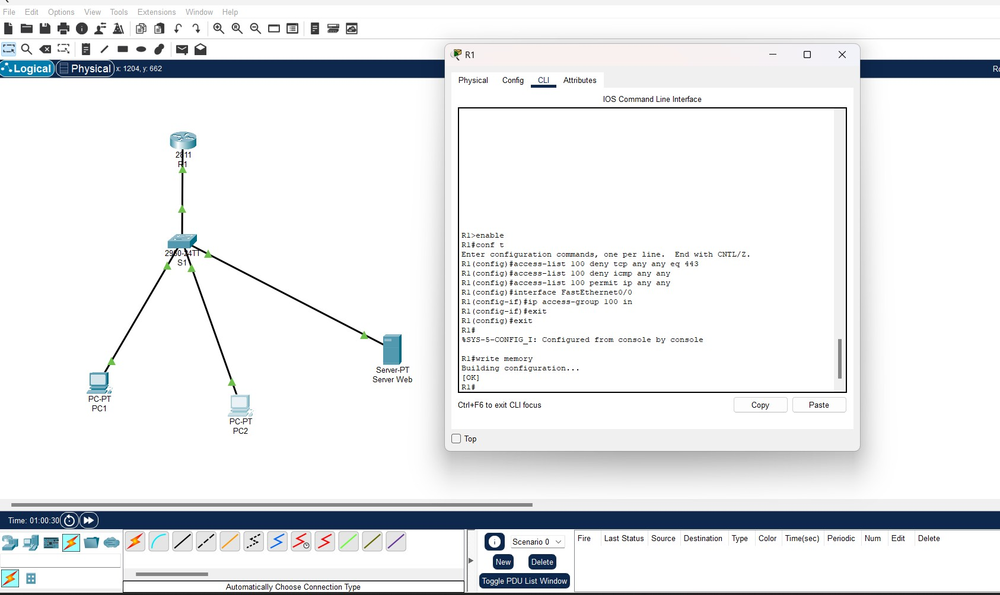 File Edit Options View Tools Extensions Window Help
Logical Physical x: 1204, y: 662
2811
R1
2960-24TT
S1
PC-PT
PC1
PC-PT
PC2
Server-PT
Server Web
R1
Physical Config CLI Attributes
IOS Command Line Interface
R1>enable
R1#conf t
Enter configuration commands, one per line.  End with CNTL/Z.
R1(config)#access-list 100 deny tcp any any eq 443
R1(config)#access-list 100 deny icmp any any
R1(config)#access-list 100 permit ip any any
R1(config)#interface FastEthernet0/0
R1(config-if)#ip access-group 100 in
R1(config-if)#exit
R1(config)#exit
R1#
%SYS-5-CONFIG_I: Configured from console by console
R1#write memory
Building configuration...
[OK]
R1#
Ctrl+F6 to exit CLI focus
Copy Paste
Top
Time: 01:00:30
Automatically Choose Connection Type
Scenario 0
New Delete
Toggle PDU List Window
Fire Last Status Source Destination Type Color Time(sec) Periodic Num Edit Delete